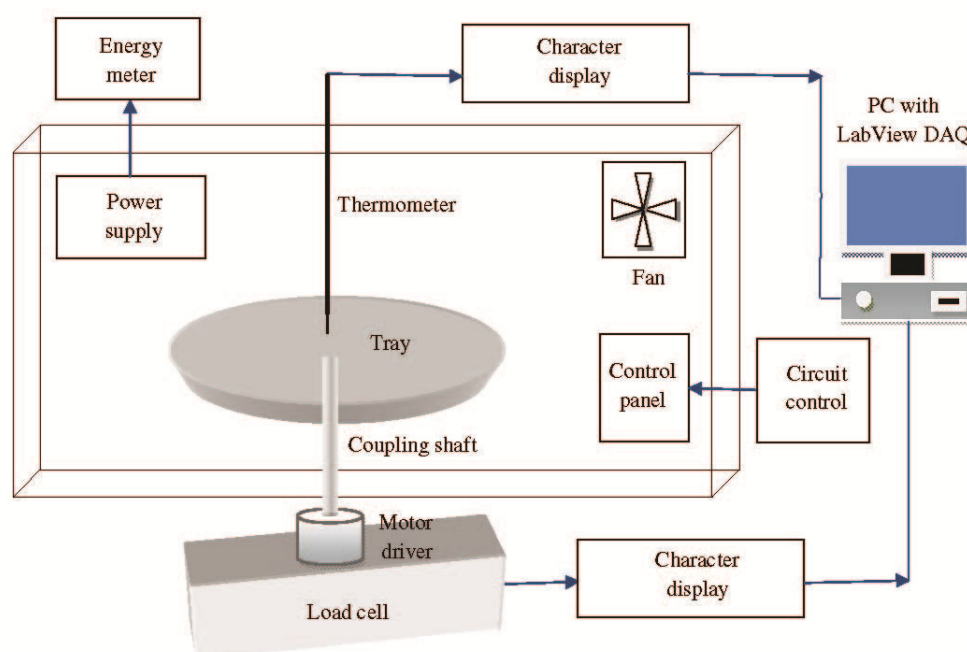 Energy
meter
Character
display
PC with
LabView DAQ
Power
supply
Thermometer
Fan
Tray
Control
panel
Circuit
control
Coupling shaft
Motor
driver
Character
display
Load cell